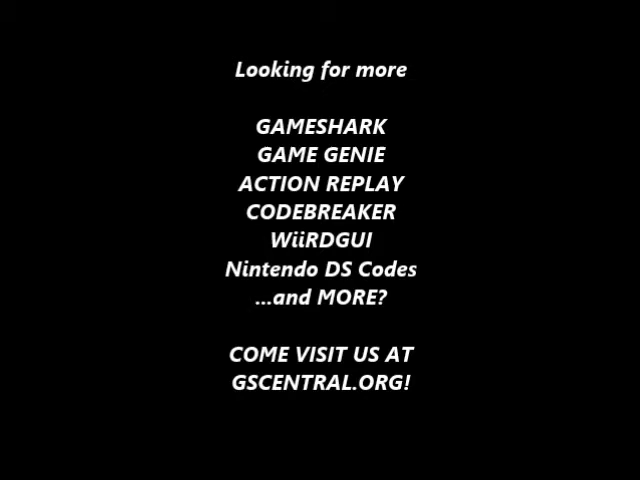 Looking for more
GAMESHARK
GAME GENIE
ACTION REPLAY
CODEBREAKER
WiiRDGUI
Nintendo DS Codes
...and MORE?
COME VISIT US AT
GSCENTRAL.ORG!